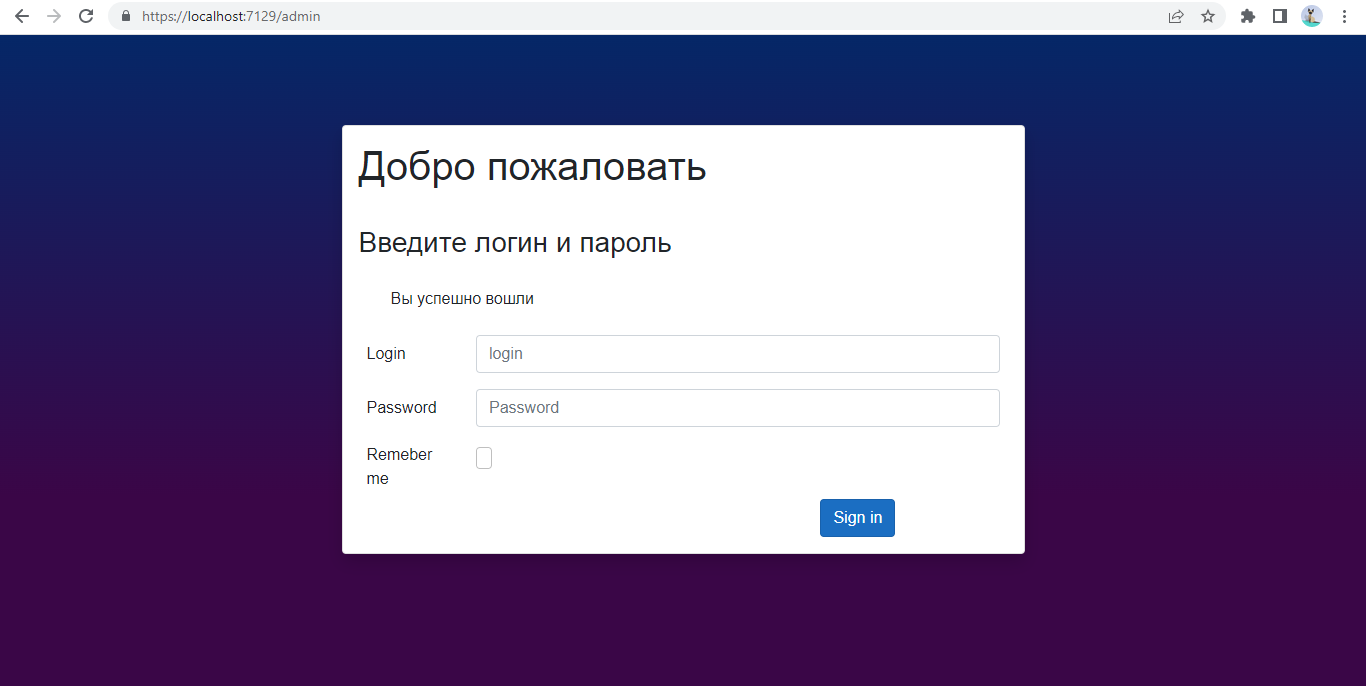 https://localhost:7129/admin
Добро пожаловать
Введите логин и пароль
Вы успешно вошли
Login login
Password Password
Remeber
me
Sign in